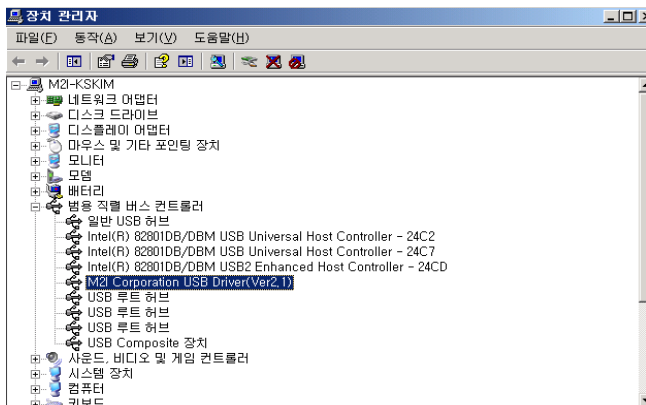 장치 관리자
파일(F) 동작(A) 보기(V) 도움말(H)
M2I-KSKIM
네트워크 어댑터
디스크 드라이브
디스플레이 어댑터
마우스 및 기타 포인팅 장치
모니터
모뎀
배터리
범용 직렬 버스 컨트롤러
일반 USB 허브
Intel(R) 82801DB/DBM USB Universal Host Controller - 24C2
Intel(R) 82801DB/DBM USB Universal Host Controller - 24C7
Intel(R) 82801DB/DBM USB2 Enhanced Host Controller - 24CD
M2I Corporation USB Driver(Ver2,1)
USB 루트 허브
USB 루트 허브
USB 루트 허브
USB Composite 장치
사운드, 비디오 및 게임 컨트롤러
시스템 장치
컴퓨터
키보드